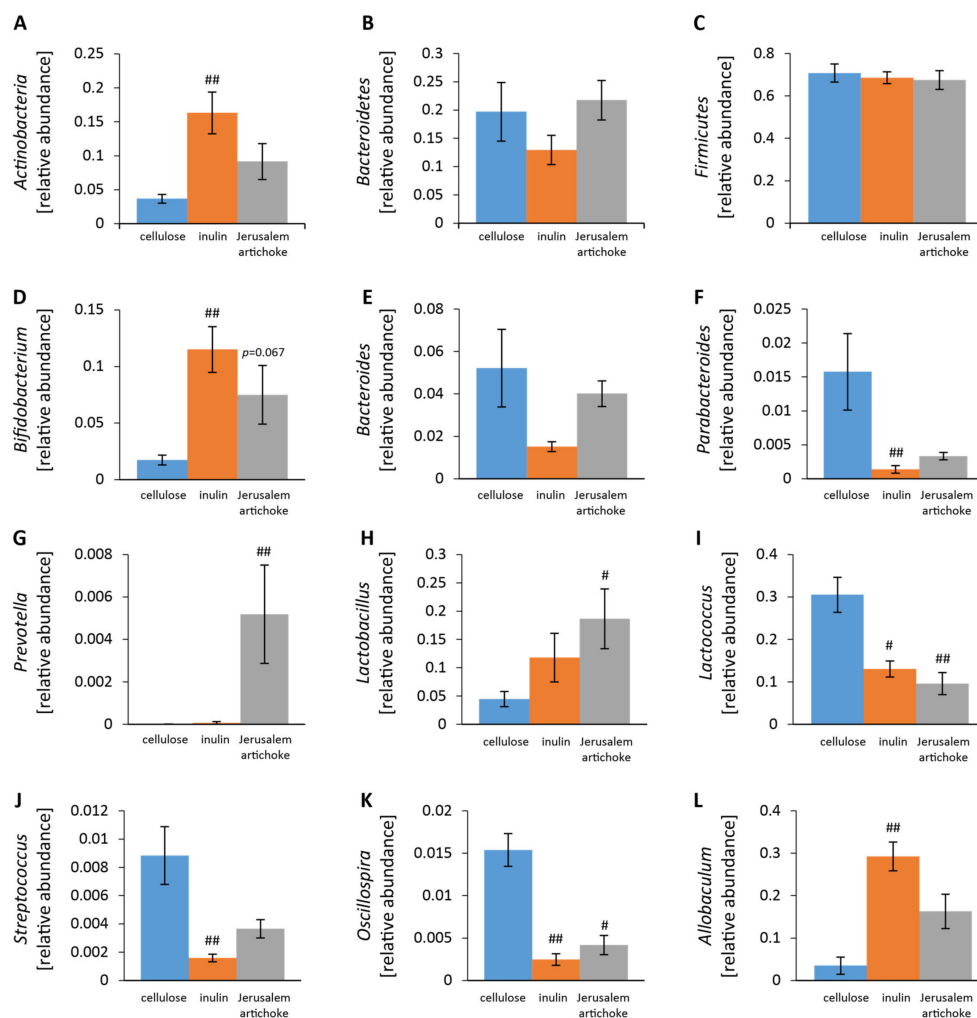 A
Actinobacteria
[relative abundance]
0.25
0.2
0.15
0.1
0.05
0
##
cellulose inulin Jerusalem
artichoke
B
Bacteroidetes
[relative abundance]
0.3
0.25
0.2
0.15
0.1
0.05
0
cellulose inulin Jerusalem
artichoke
C
Firmicutes
[relative abundance]
0.8
0.6
0.4
0.2
0
cellulose inulin Jerusalem
artichoke
D
Bifidobacterium
[relative abundance]
0.15
0.1
0.05
0
##
p=0.067
cellulose inulin Jerusalem
artichoke
E
Bacteroides
[relative abundance]
0.08
0.06
0.04
0.02
0
cellulose inulin Jerusalem
artichoke
F
Parabacteroides
[relative abundance]
0.025
0.02
0.015
0.01
0.005
0
##
cellulose inulin Jerusalem
artichoke
G
Prevotella
[relative abundance]
0.008
0.006
0.004
0.002
0
##
cellulose inulin Jerusalem
artichoke
H
Lactobacillus
[relative abundance]
0.3
0.25
0.2
0.15
0.1
0.05
0
#
cellulose inulin Jerusalem
artichoke
I
Lactococcus
[relative abundance]
0.4
0.3
0.2
0.1
0
#
##
cellulose inulin Jerusalem
artichoke
J
Streptococcus
[relative abundance]
0.012
0.01
0.008
0.006
0.004
0.002
0
##
cellulose inulin Jerusalem
artichoke
K
Oscillospira
[relative abundance]
0.02
0.015
0.01
0.005
0
##
#
cellulose inulin Jerusalem
artichoke
L
Allobaculum
[relative abundance]
0.4
0.3
0.2
0.1
0
##
cellulose inulin Jerusalem
artichoke